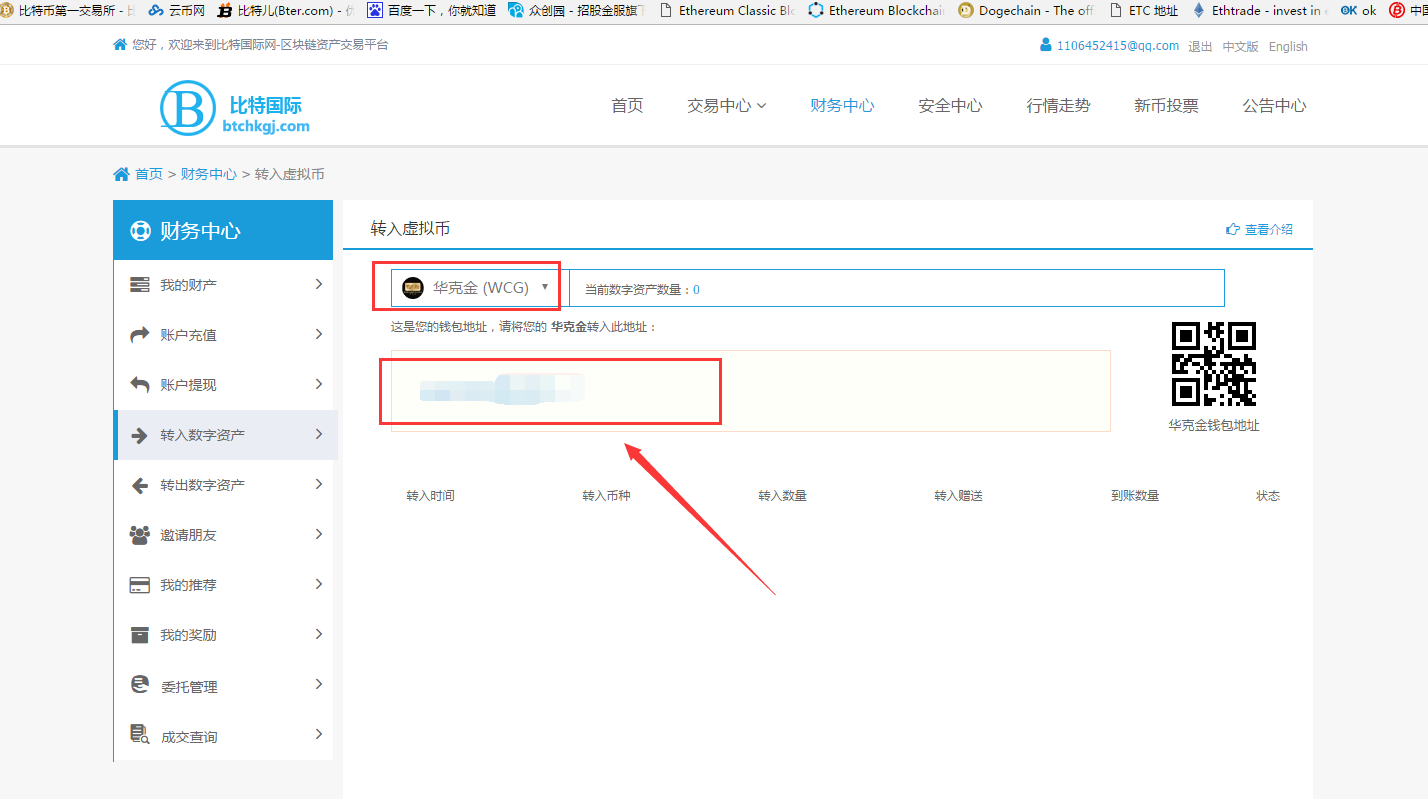 比特币第一交易所 - 比
云币网
比特儿(Bter.com) -
百度一下，你就知道
众创园 - 招股金服旗下
Ethereum Classic Blo
Ethereum Blockchain
Dogechain - The off
ETC 地址
Ethtrade - invest in
OK ok
中国
您好，欢迎来到比特国际网-区块链资产交易平台
1106452415@qq.com 退出 中文版 English
B 比特国际
btchkgj.com
首页 交易中心 财务中心 安全中心 行情走势 新币投票 公告中心
首页 > 财务中心 > 转入虚拟币
财务中心
我的财产
账户充值
账户提现
转入数字资产
转出数字资产
邀请朋友
我的推荐
我的奖励
委托管理
成交查询
转入虚拟币
查看介绍
华克金 (WCG) ▼
当前数字资产数量：0
这是您的钱包地址，请将您的 华克金转入此地址：
华克金钱包地址
转入时间 转入币种 转入数量 转入赠送 到账数量 状态